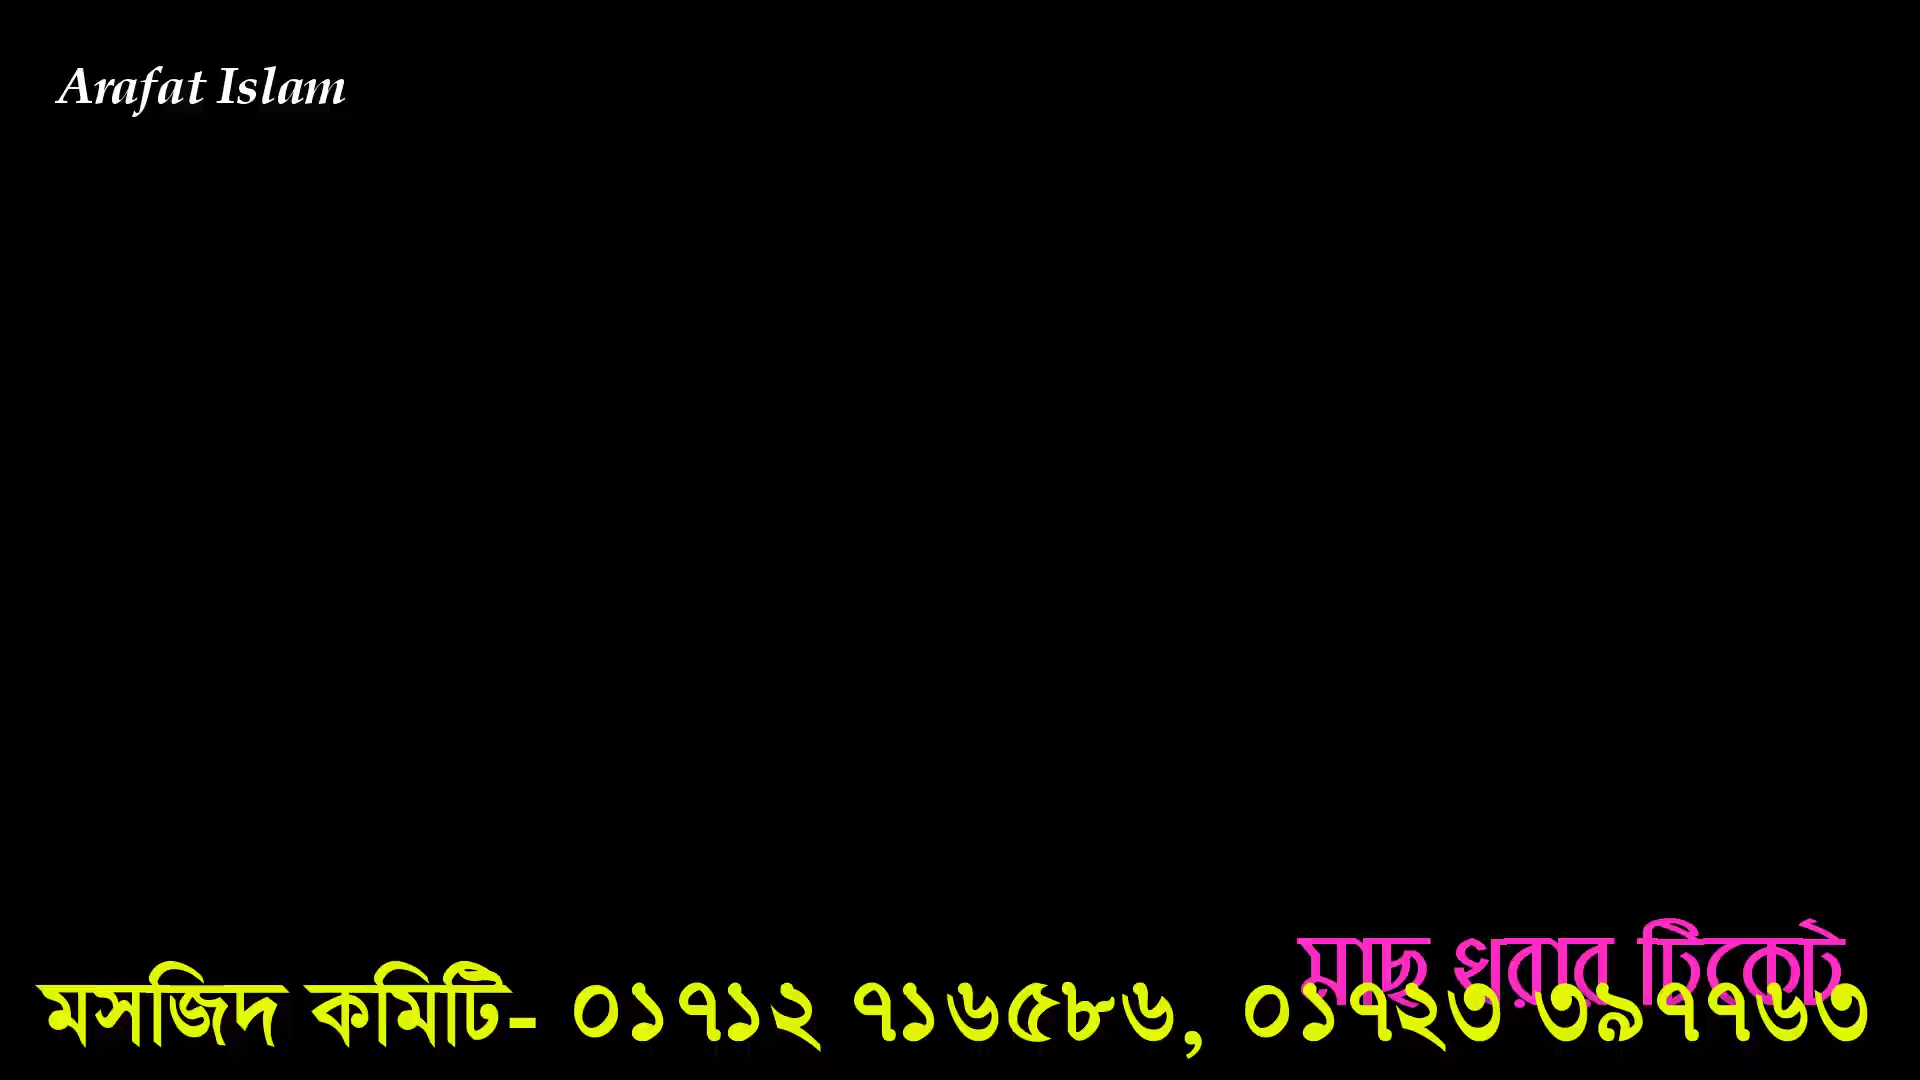 Arafat Islam
মাছ ধরার টিকেট
মসজিদ কমিটি- ০১৭১২ ৭১৬৫৮৬, ০১৭২৩ ৩৯৭৭৬৩